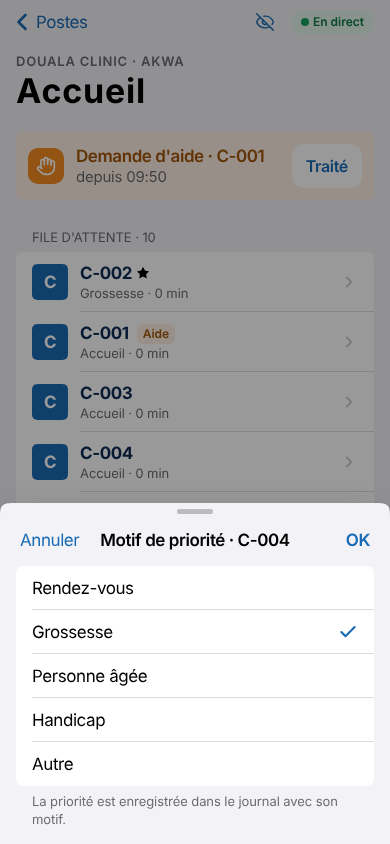 Postes
En direct
DOUALA CLINIC · AKWA
Accueil
Demande d'aide · C-001
depuis 09:50
Traité
FILE D'ATTENTE · 10
C
C-002 ★
Grossesse · 0 min
C
C-001 Aide
Accueil · 0 min
C
C-003
Accueil · 0 min
C
C-004
Accueil · 0 min
Annuler
Motif de priorité · C-004
OK
Rendez-vous
Grossesse
Personne âgée
Handicap
Autre
La priorité est enregistrée dans le journal avec son
motif.